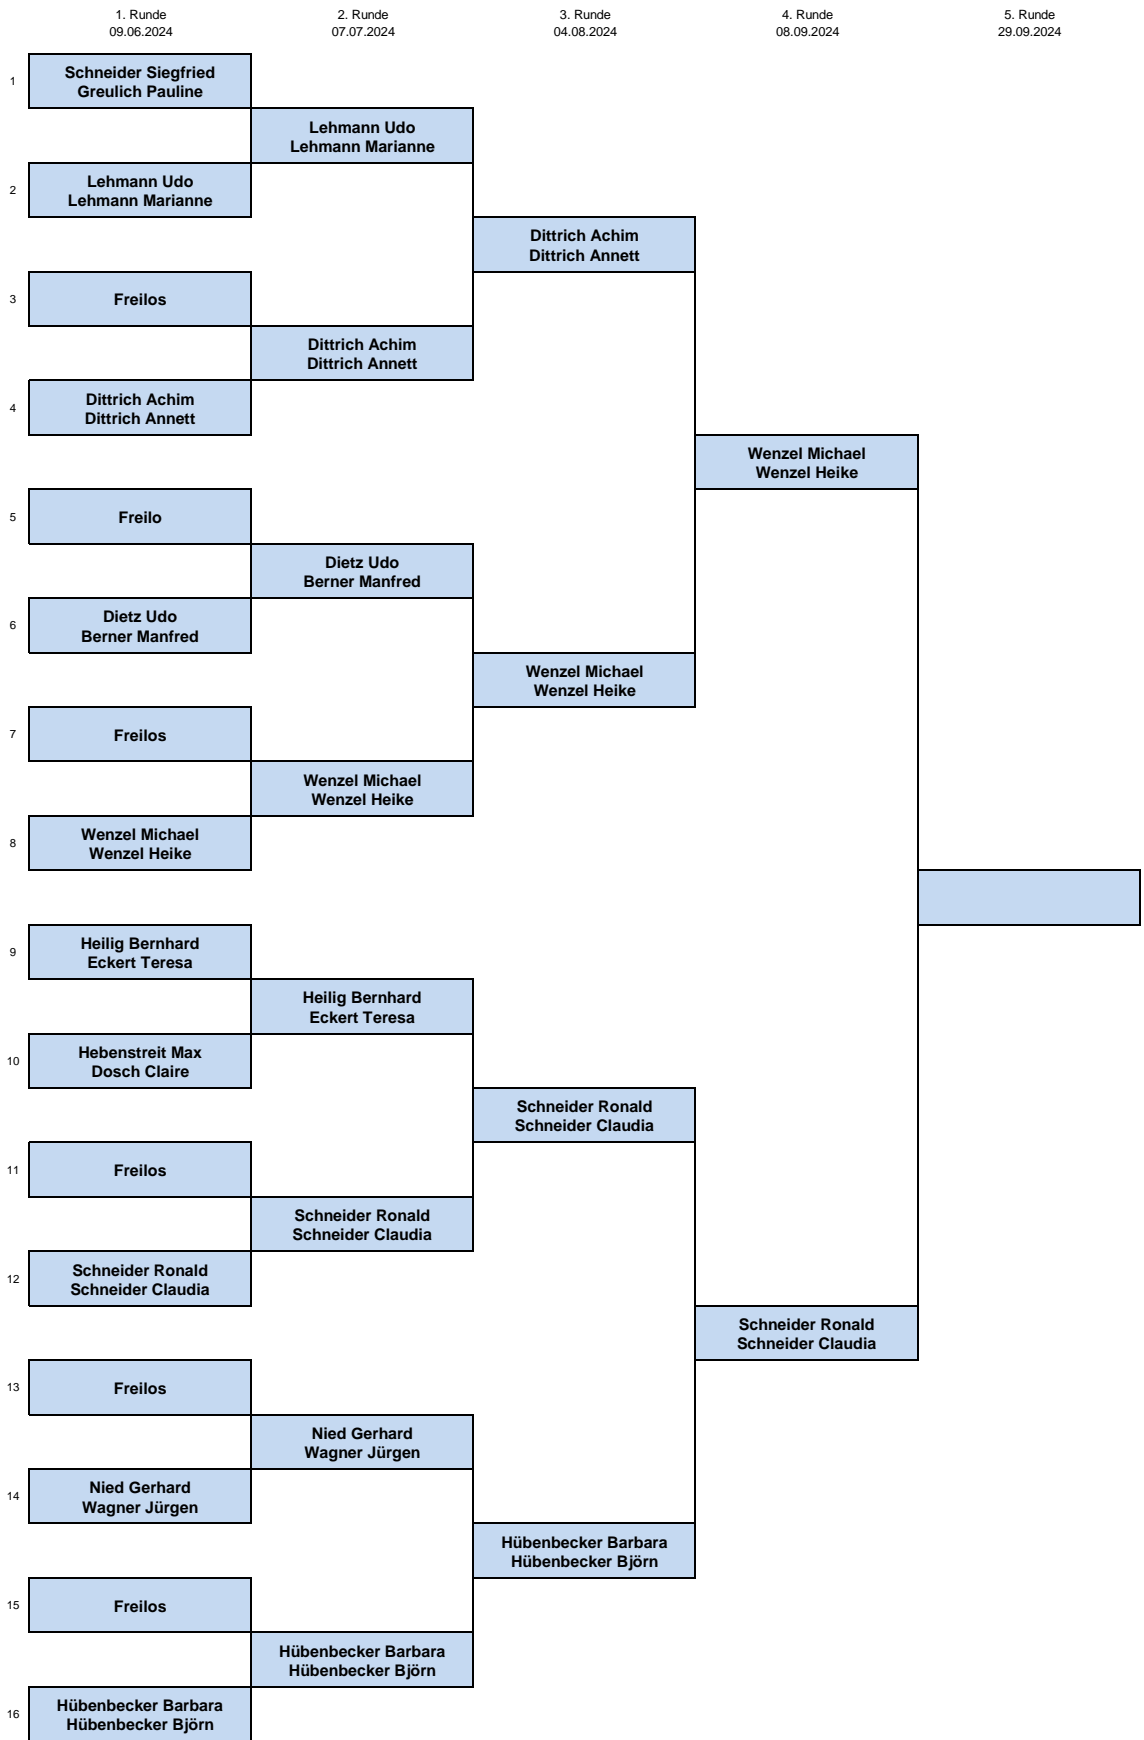 1. Runde
09.06.2024
2. Runde
07.07.2024
3. Runde
04.08.2024
4. Runde
08.09.2024
5. Runde
29.09.2024
1
Schneider Siegfried
Greulich Pauline
Lehmann Udo
Lehmann Marianne
2
Lehmann Udo
Lehmann Marianne
Dittrich Achim
Dittrich Annett
3
Freilos
Dittrich Achim
Dittrich Annett
4
Dittrich Achim
Dittrich Annett
Wenzel Michael
Wenzel Heike
5
Freilo
Dietz Udo
Berner Manfred
6
Dietz Udo
Berner Manfred
Wenzel Michael
Wenzel Heike
7
Freilos
Wenzel Michael
Wenzel Heike
8
Wenzel Michael
Wenzel Heike
9
Heilig Bernhard
Eckert Teresa
Heilig Bernhard
Eckert Teresa
10
Hebenstreit Max
Dosch Claire
Schneider Ronald
Schneider Claudia
11
Freilos
Schneider Ronald
Schneider Claudia
12
Schneider Ronald
Schneider Claudia
Schneider Ronald
Schneider Claudia
13
Freilos
Nied Gerhard
Wagner Jürgen
14
Nied Gerhard
Wagner Jürgen
Hübenbecker Barbara
Hübenbecker Björn
15
Freilos
Hübenbecker Barbara
Hübenbecker Björn
16
Hübenbecker Barbara
Hübenbecker Björn